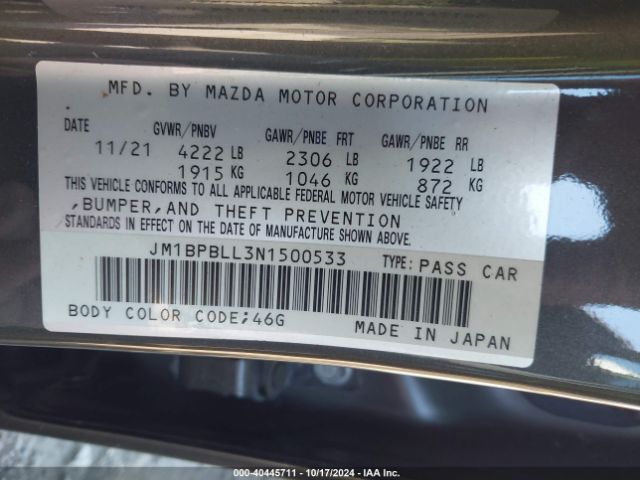 MFD. BY MAZDA MOTOR CORPORATION
DATE GVWR/PNBV GAWR/PNBE FRT GAWR/PNBE RR
11/21 4222 LB 2306 LB 1922 LB
1915 KG 1046 KG 872 KG
THIS VEHICLE CONFORMS TO ALL APPLICABLE FEDERAL MOTOR VEHICLE SAFETY
,BUMPER,AND THEFT PREVENTION
STANDARDS IN EFFECT ON THE DATE OF MANUFACTURE SHOWN ABOVE.
JM1BPBLL3N1500533 TYPE: PASS CAR
BODY COLOR CODE;46G MADE IN JAPAN
000-40445711 - 10/17/2024 - IAA Inc.